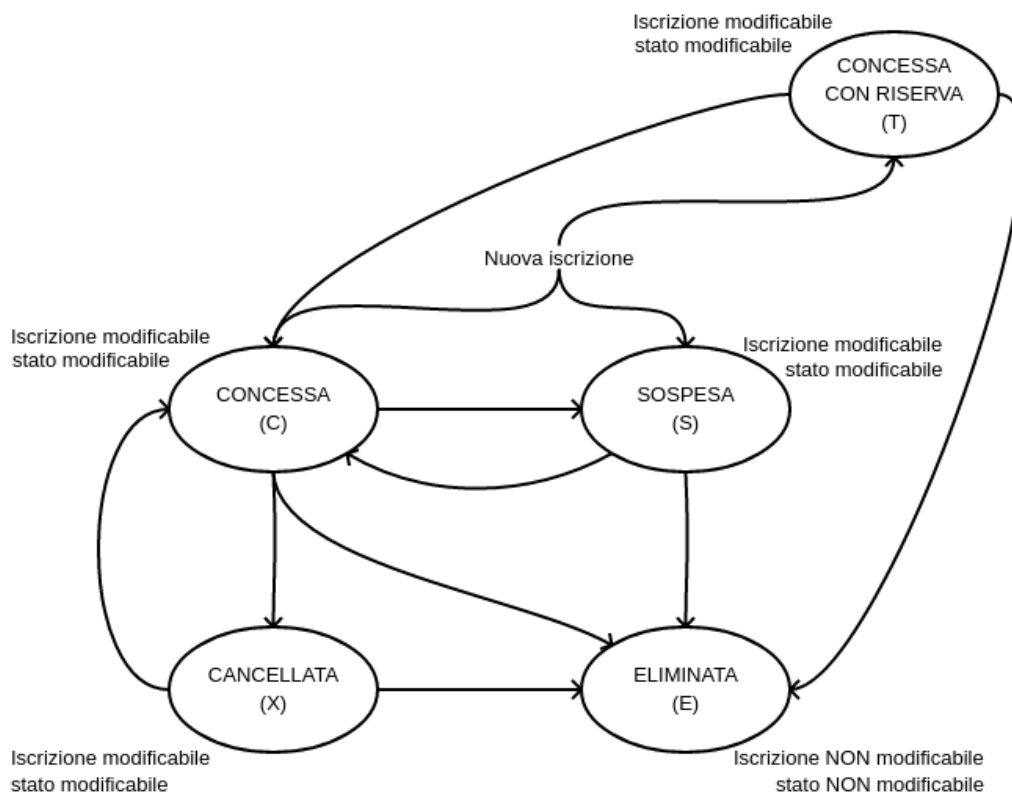 Iscrizione modificabile
stato modificabile
CONCESSA
CON RISERVA
(T)
Nuova iscrizione
Iscrizione modificabile
stato modificabile
CONCESSA
(C)
SOSPESA
(S)
Iscrizione modificabile
stato modificabile
CANCELLATA
(X)
ELIMINATA
(E)
Iscrizione modificabile
stato modificabile
Iscrizione NON modificabile
stato NON modificabile